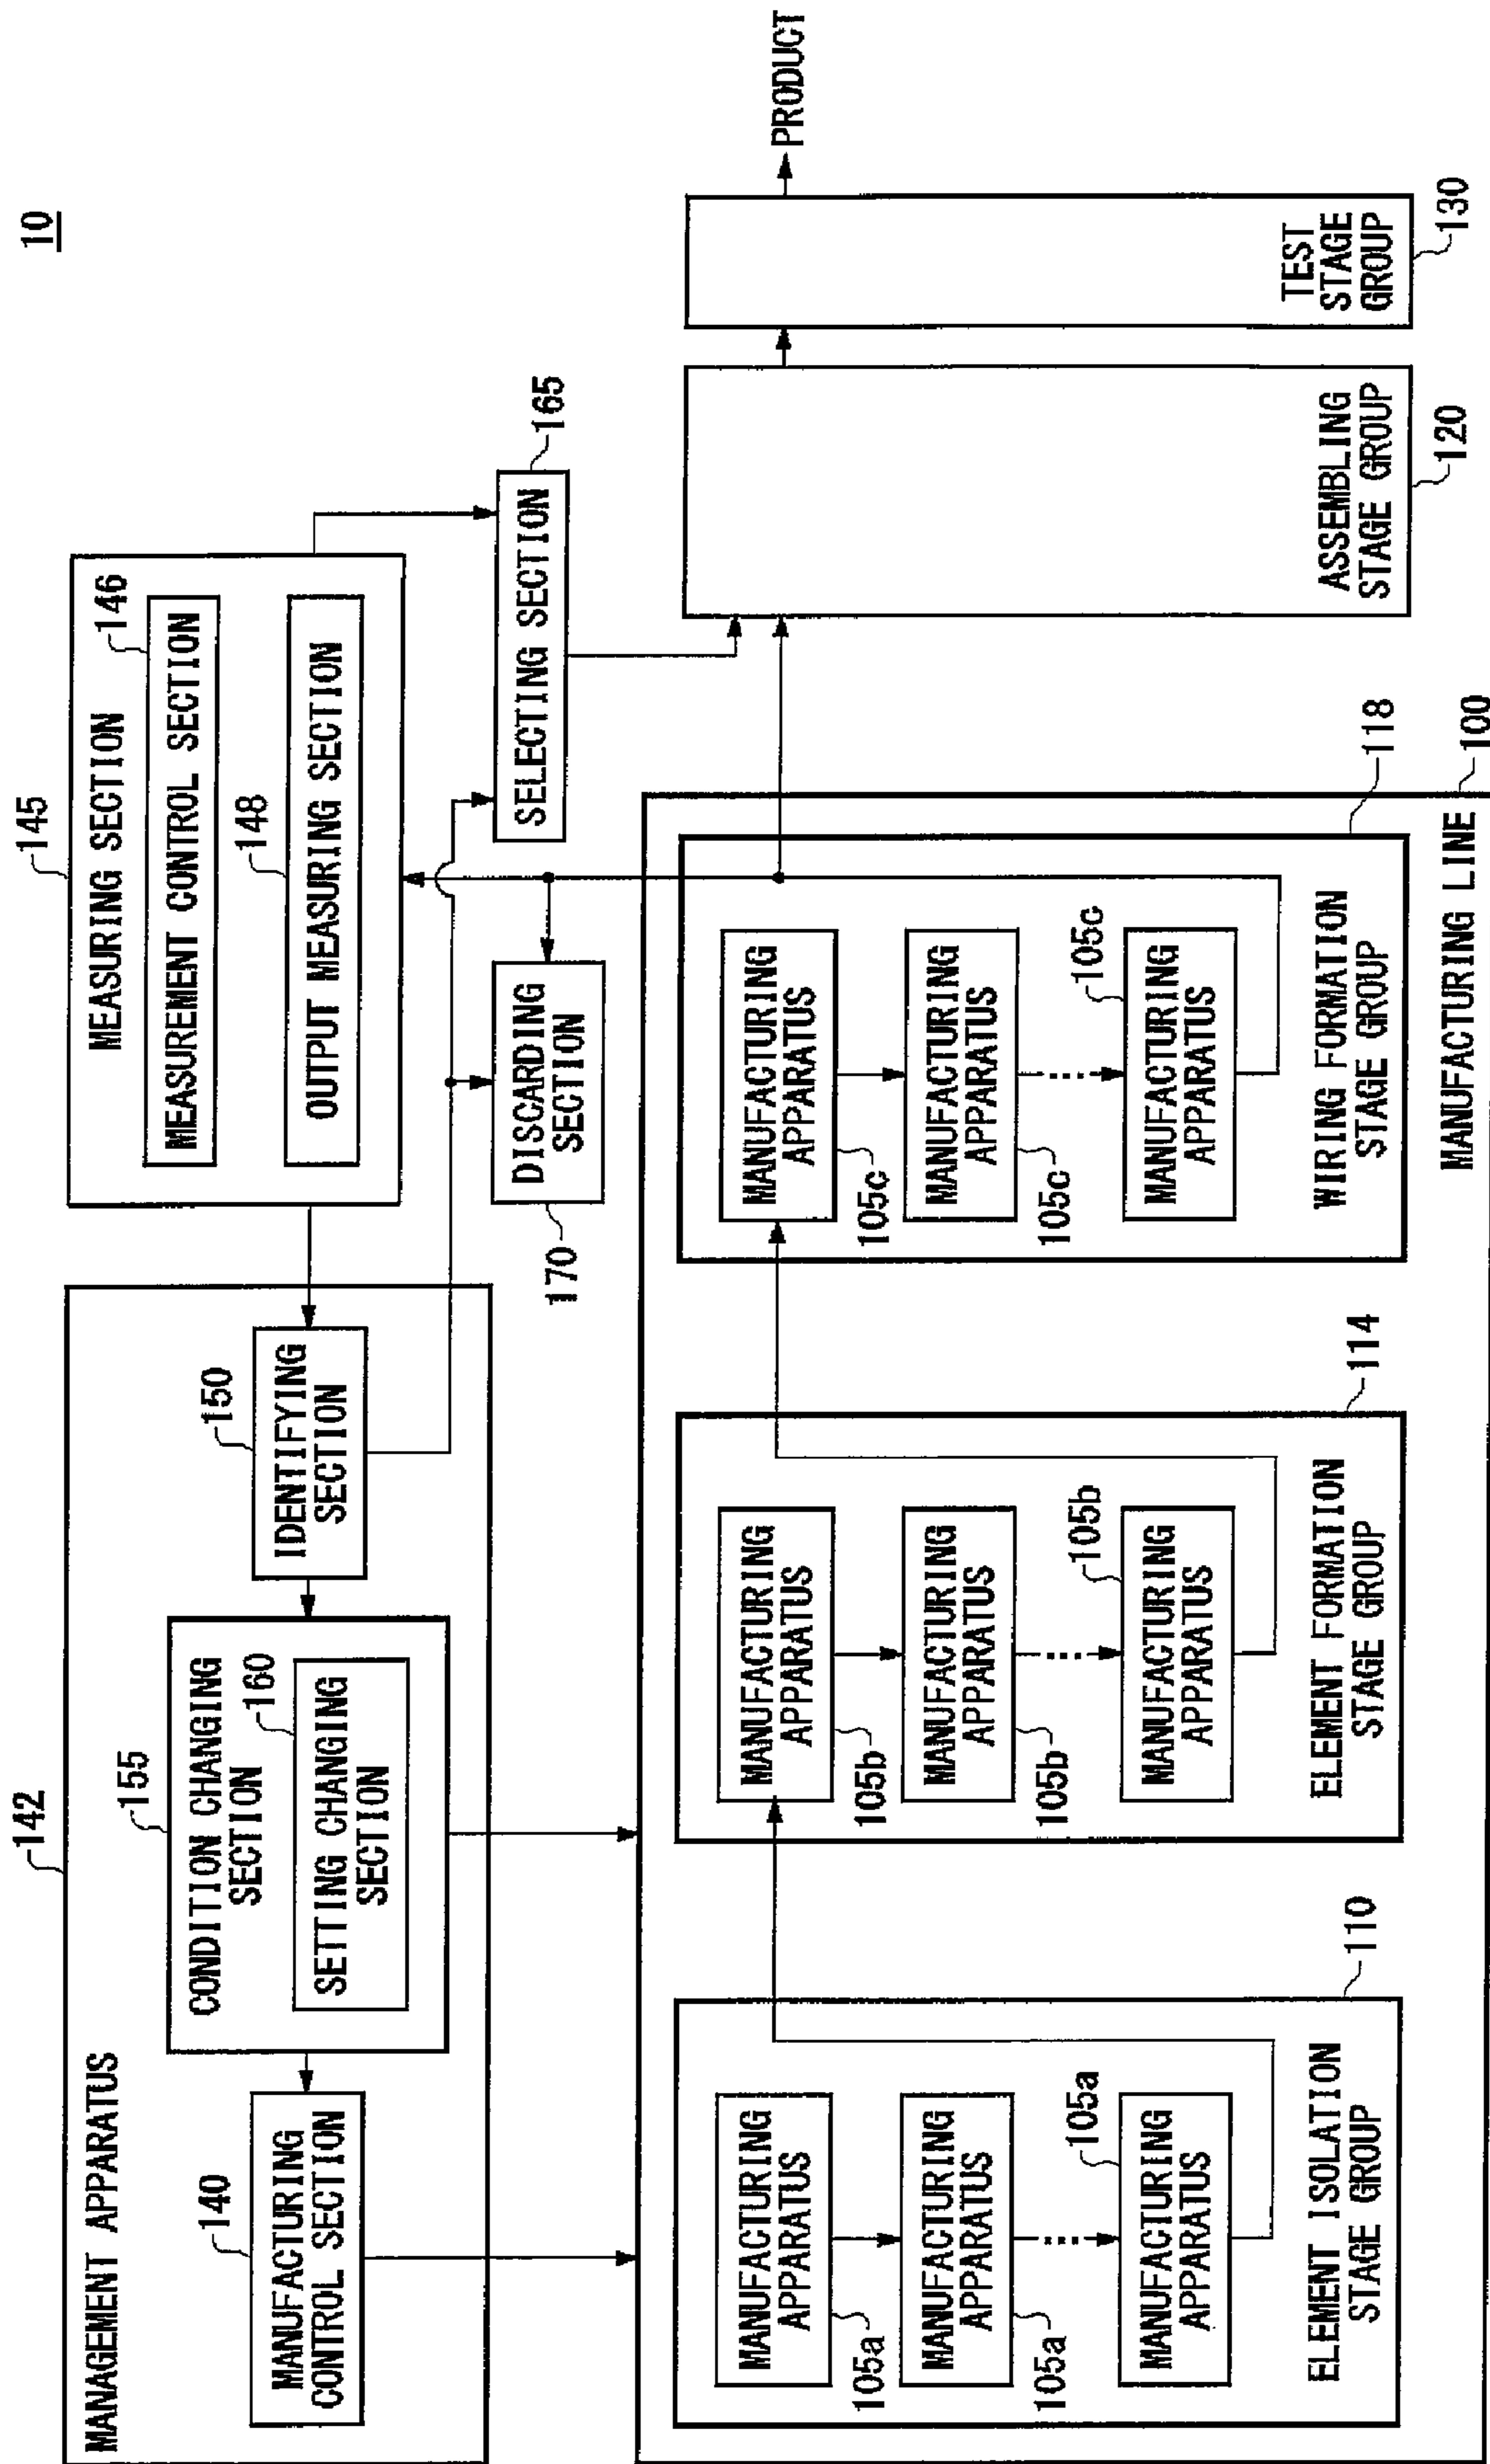 10
142
MANAGEMENT APPARATUS
140
MANUFACTURING
CONTROL SECTION
155
CONDITION CHANGING
SECTION
160
SETTING CHANGING
SECTION
150
IDENTIFYING
SECTION
145
MEASURING SECTION
146
MEASUREMENT CONTROL SECTION
148
OUTPUT MEASURING SECTION
165
SELECTING SECTION
DISCARDING
SECTION
170
MANUFACTURING
APPARATUS
105a
MANUFACTURING
APPARATUS
105a
105a
MANUFACTURING
APPARATUS
ELEMENT ISOLATION
STAGE GROUP
110
MANUFACTURING
APPARATUS
105b
MANUFACTURING
APPARATUS
105b
105b
MANUFACTURING
APPARATUS
ELEMENT FORMATION
STAGE GROUP
114
MANUFACTURING
APPARATUS
105c
MANUFACTURING
APPARATUS
105c
105c
MANUFACTURING
APPARATUS
WIRING FORMATION
STAGE GROUP
118
MANUFACTURING LINE
100
ASSEMBLING
STAGE GROUP
120
TEST
STAGE
GROUP
130
PRODUCT